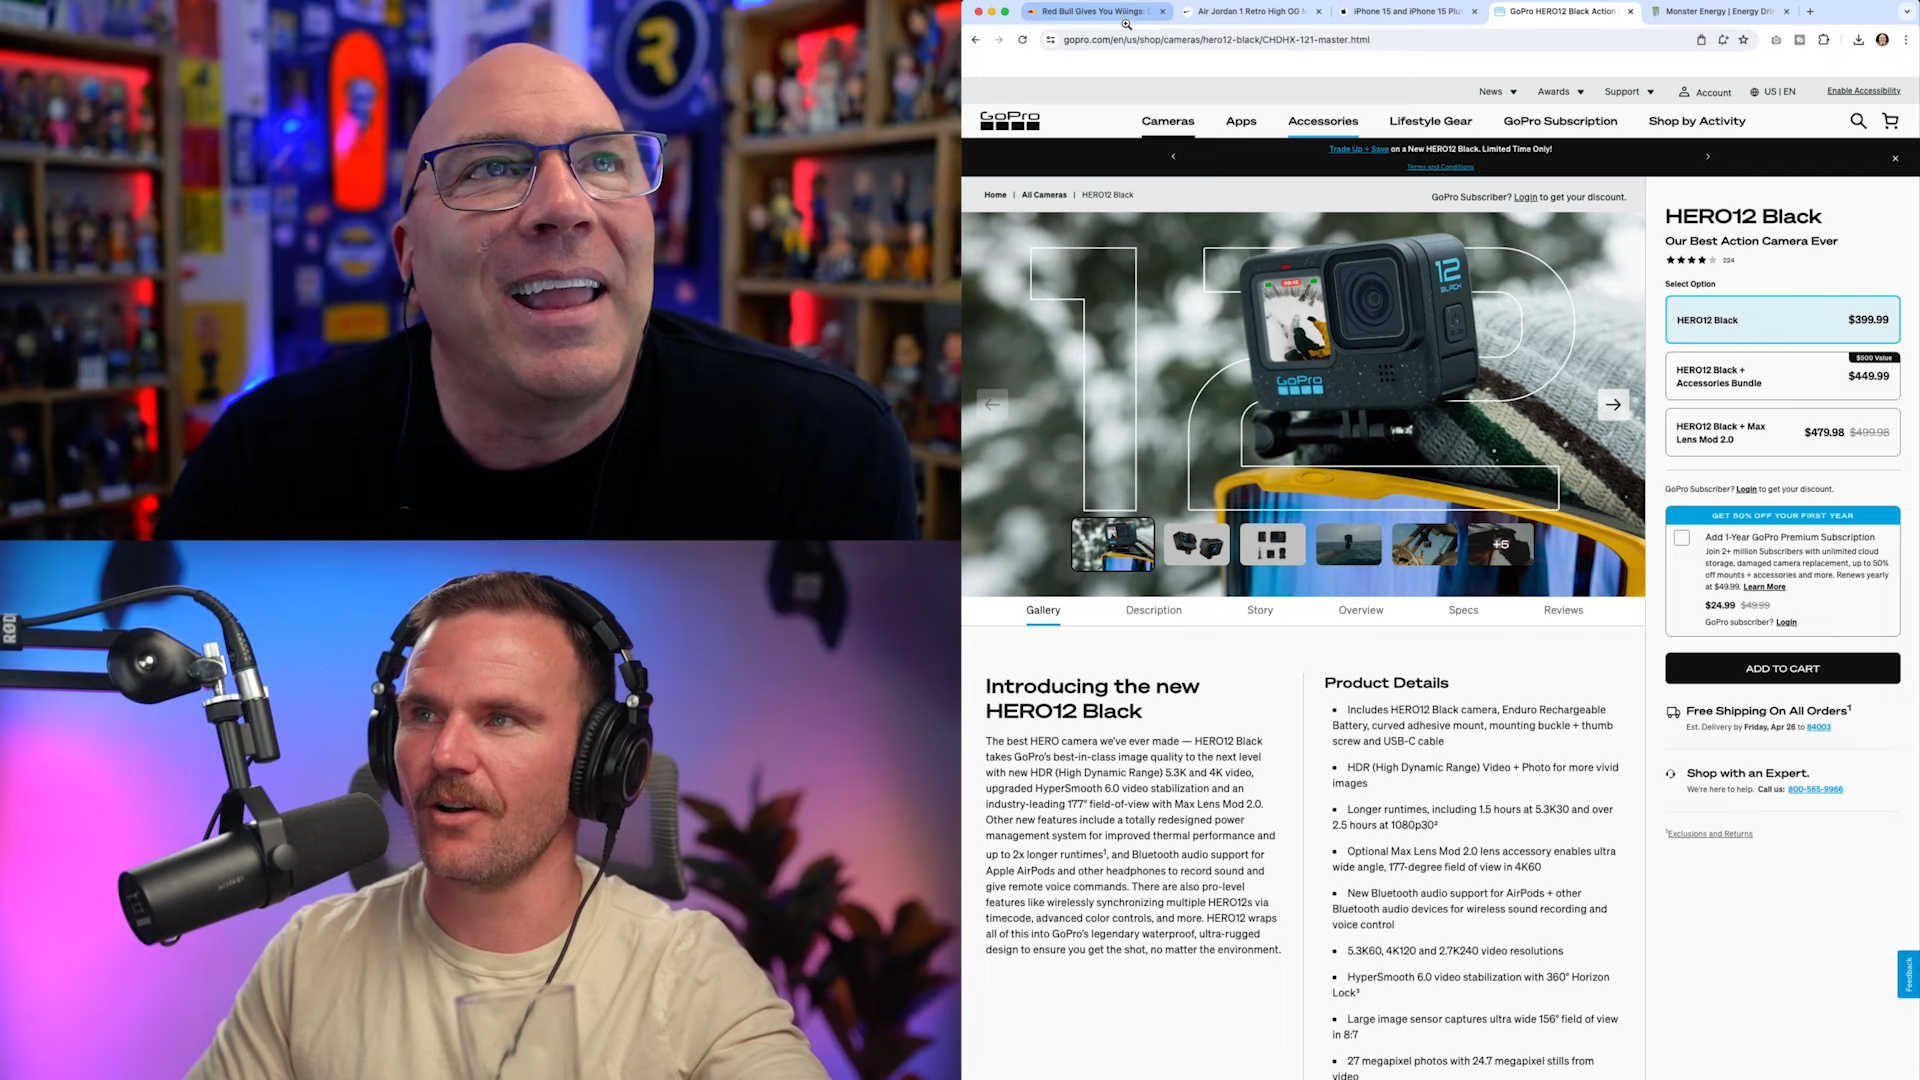 Red Bull Gives You Wiiings:
Air Jordan 1 Retro High OG
iPhone 15 and iPhone 15 Plus
GoPro HERO12 Black Action
Monster Energy | Energy Drin
gopro.com/en/us/shop/cameras/hero12-black/CHDHX-121-master.html
News
Awards
Support
Account
US | EN
Enable Accessibility
GoPro
Cameras
Apps
Accessories
Lifestyle Gear
GoPro Subscription
Shop by Activity
Trade Up + Save on a New HERO12 Black. Limited Time Only!
Terms and Conditions
Home | All Cameras | HERO12 Black
GoPro Subscriber? Login to get your discount.
12
12
BLACK
GoPro
+5
Gallery
Description
Story
Overview
Specs
Reviews
Introducing the new
HERO12 Black
The best HERO camera we've ever made — HERO12 Black
takes GoPro's best-in-class image quality to the next level
with new HDR (High Dynamic Range) 5.3K and 4K video,
upgraded HyperSmooth 6.0 video stabilization and an
industry-leading 177° field-of-view with Max Lens Mod 2.0.
Other new features include a totally redesigned power
management system for improved thermal performance and
up to 2x longer runtimes¹, and Bluetooth audio support for
Apple AirPods and other headphones to record sound and
give remote voice commands. There are also pro-level
features like wirelessly synchronizing multiple HERO12s via
timecode, advanced color controls, and more. HERO12 wraps
all of this into GoPro's legendary waterproof, ultra-rugged
design to ensure you get the shot, no matter the environment.
Product Details
Includes HERO12 Black camera, Enduro Rechargeable
Battery, curved adhesive mount, mounting buckle + thumb
screw and USB-C cable
HDR (High Dynamic Range) Video + Photo for more vivid
images
Longer runtimes, including 1.5 hours at 5.3K30 and over
2.5 hours at 1080p30²
Optional Max Lens Mod 2.0 lens accessory enables ultra
wide angle, 177-degree field of view in 4K60
New Bluetooth audio support for AirPods + other
Bluetooth audio devices for wireless sound recording and
voice control
5.3K60, 4K120 and 2.7K240 video resolutions
HyperSmooth 6.0 video stabilization with 360° Horizon
Lock³
Large image sensor captures ultra wide 156° field of view
in 8:7
27 megapixel photos with 24.7 megapixel stills from
video
HERO12 Black
Our Best Action Camera Ever
224
Select Option
HERO12 Black $399.99
$500 Value
HERO12 Black +
Accessories Bundle $449.99
HERO12 Black + Max
Lens Mod 2.0 $479.98 $499.98
GoPro Subscriber? Login to get your discount.
GET 50% OFF YOUR FIRST YEAR
Add 1-Year GoPro Premium Subscription
Join 2+ million Subscribers with unlimited cloud
storage, damaged camera replacement, up to 50%
off mounts + accessories and more. Renews yearly
at $49.99. Learn More
$24.99 $49.99
GoPro subscriber? Login
ADD TO CART
Free Shipping On All Orders¹
Est. Delivery by Friday, Apr 26 to 84003
Shop with an Expert.
We're here to help. Call us: 800-565-9966
¹Exclusions and Returns
Feedback
RØDE